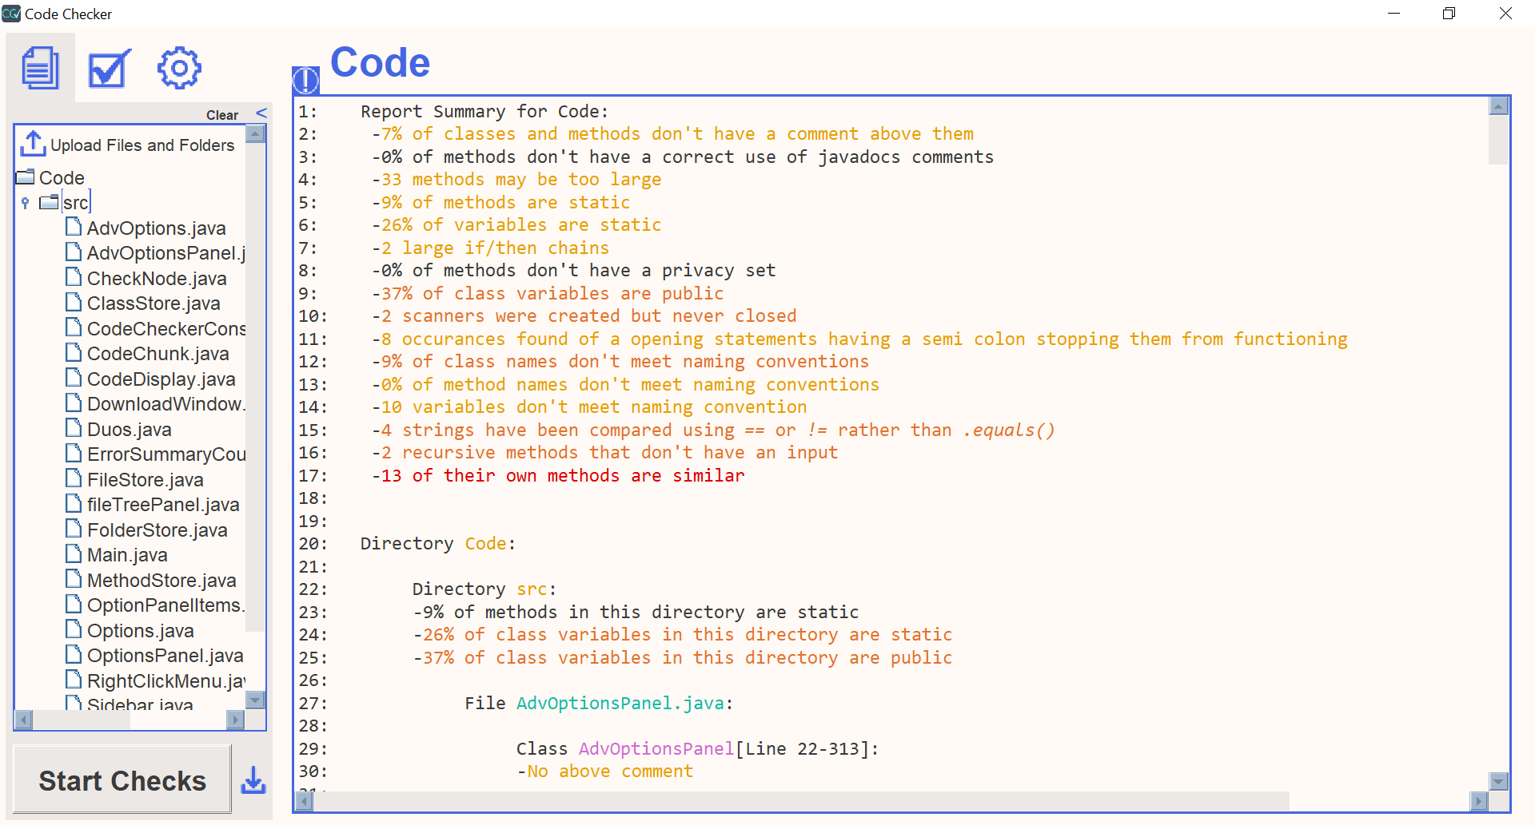 Code Checker
Code
Clear <
Upload Files and Folders
Code
src
AdvOptions.java
AdvOptionsPanel.j
CheckNode.java
ClassStore.java
CodeCheckerCons
CodeChunk.java
CodeDisplay.java
DownloadWindow.
Duos.java
ErrorSummaryCou
FileStore.java
fileTreePanel.java
FolderStore.java
Main.java
MethodStore.java
OptionPanelItems.
Options.java
OptionsPanel.java
RightClickMenu.jav
Sidebar.java
Start Checks
1: Report Summary for Code:
2: -7% of classes and methods don't have a comment above them
3: -0% of methods don't have a correct use of javadocs comments
4: -33 methods may be too large
5: -9% of methods are static
6: -26% of variables are static
7: -2 large if/then chains
8: -0% of methods don't have a privacy set
9: -37% of class variables are public
10: -2 scanners were created but never closed
11: -8 occurances found of a opening statements having a semi colon stopping them from functioning
12: -9% of class names don't meet naming conventions
13: -0% of method names don't meet naming conventions
14: -10 variables don't meet naming convention
15: -4 strings have been compared using == or != rather than .equals()
16: -2 recursive methods that don't have an input
17: -13 of their own methods are similar
18:
19:
20: Directory Code:
21:
22: Directory src:
23: -9% of methods in this directory are static
24: -26% of class variables in this directory are static
25: -37% of class variables in this directory are public
26:
27: File AdvOptionsPanel.java:
28:
29: Class AdvOptionsPanel[Line 22-313]:
30: -No above comment